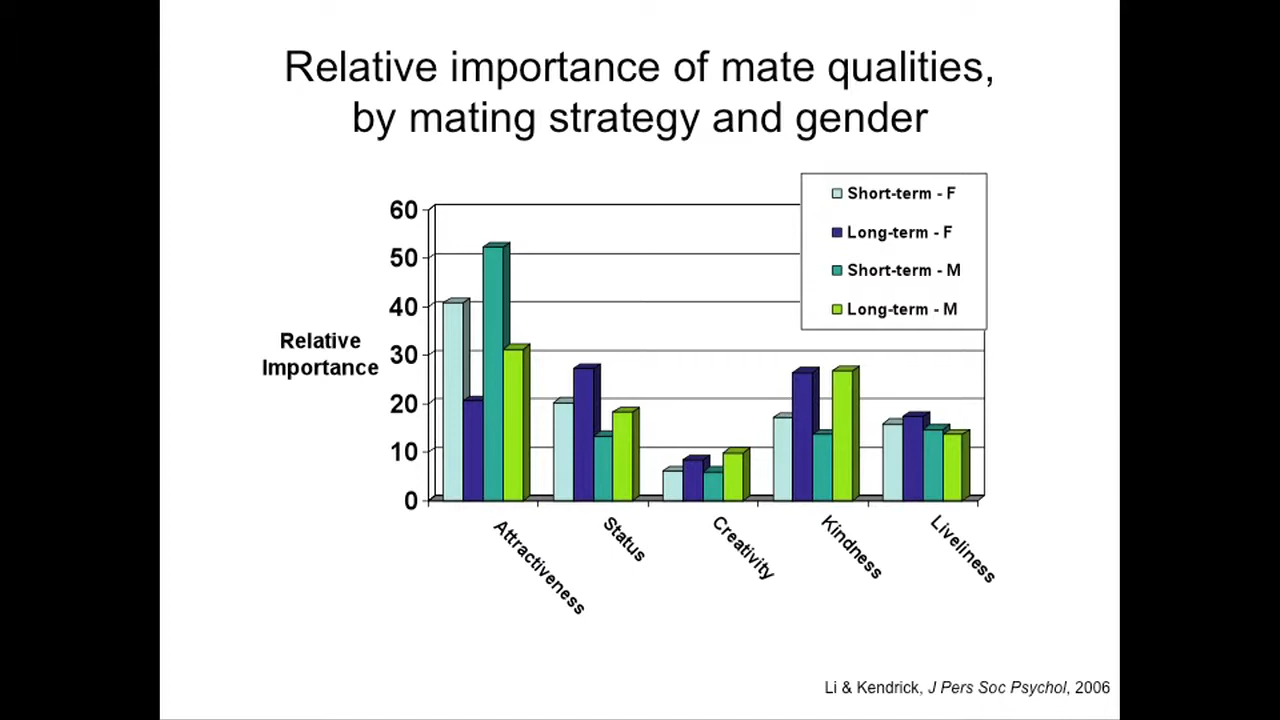 Relative importance of mate qualities,
by mating strategy and gender
Short-term - F
Long-term - F
Short-term - M
Long-term - M
60
50
40
30
20
10
0
Relative
Importance
Attractiveness
Status
Creativity
Kindness
Liveliness
Li & Kendrick, J Pers Soc Psychol, 2006